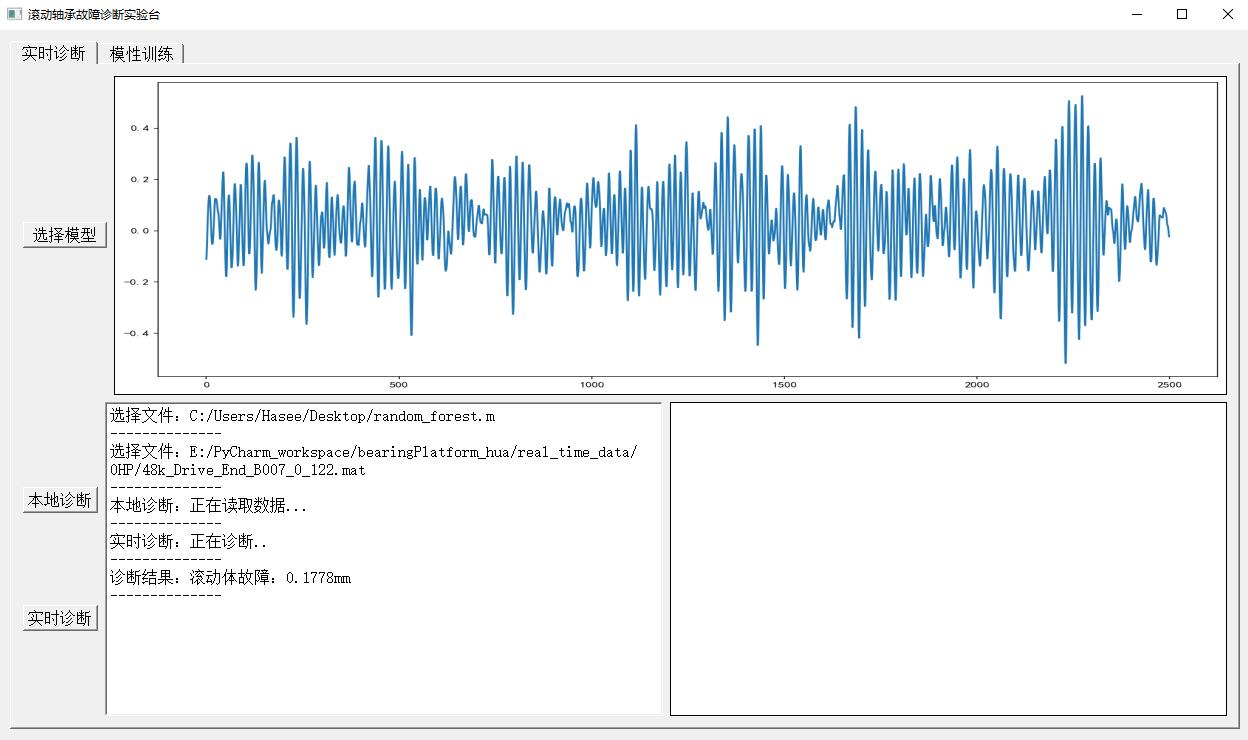 滚动轴承故障诊断实验台
实时诊断
模性训练
0.4
0.2
0.0
-0.2
-0.4
0
500
1000
1500
2000
2500
选择模型
本地诊断
实时诊断
选择文件：C:/Users/Hasee/Desktop/random_forest.m
--------------
选择文件：E:/PyCharm_workspace/bearingPlatform_hua/real_time_data/
0HP/48k_Drive_End_B007_0_122.mat
--------------
本地诊断：正在读取数据...
--------------
实时诊断：正在诊断..
--------------
诊断结果：滚动体故障：0.1778mm
--------------